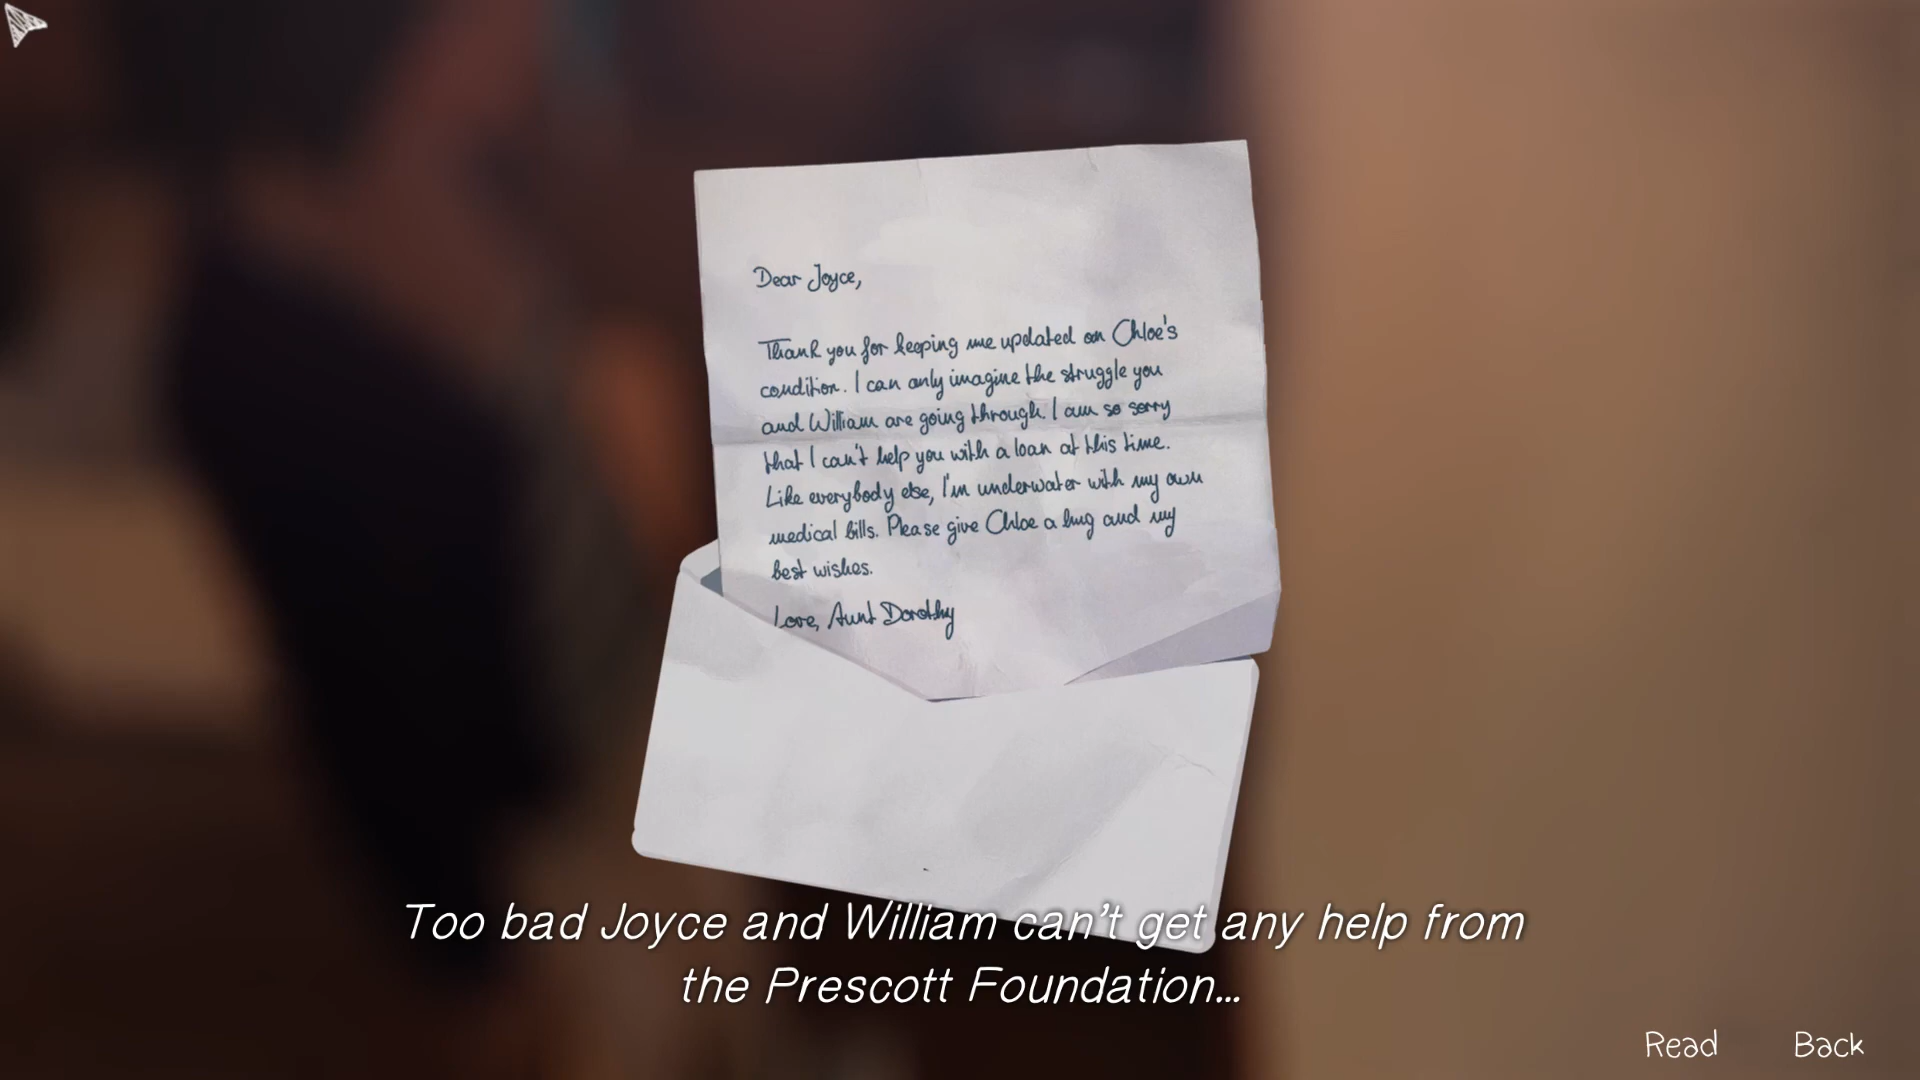 Dear Joyce,
Thank you for keeping me updated on Chloe's
condition. I can only imagine the struggle you
and William are going through. I am so sorry
that I can't help you with a loan at this time.
Like everybody else, I'm underwater with my own
medical bills. Please give Chloe a hug and my
best wishes.
Love, Aunt Dorothy
Too bad Joyce and William can't get any help from
the Prescott Foundation...
Read Back